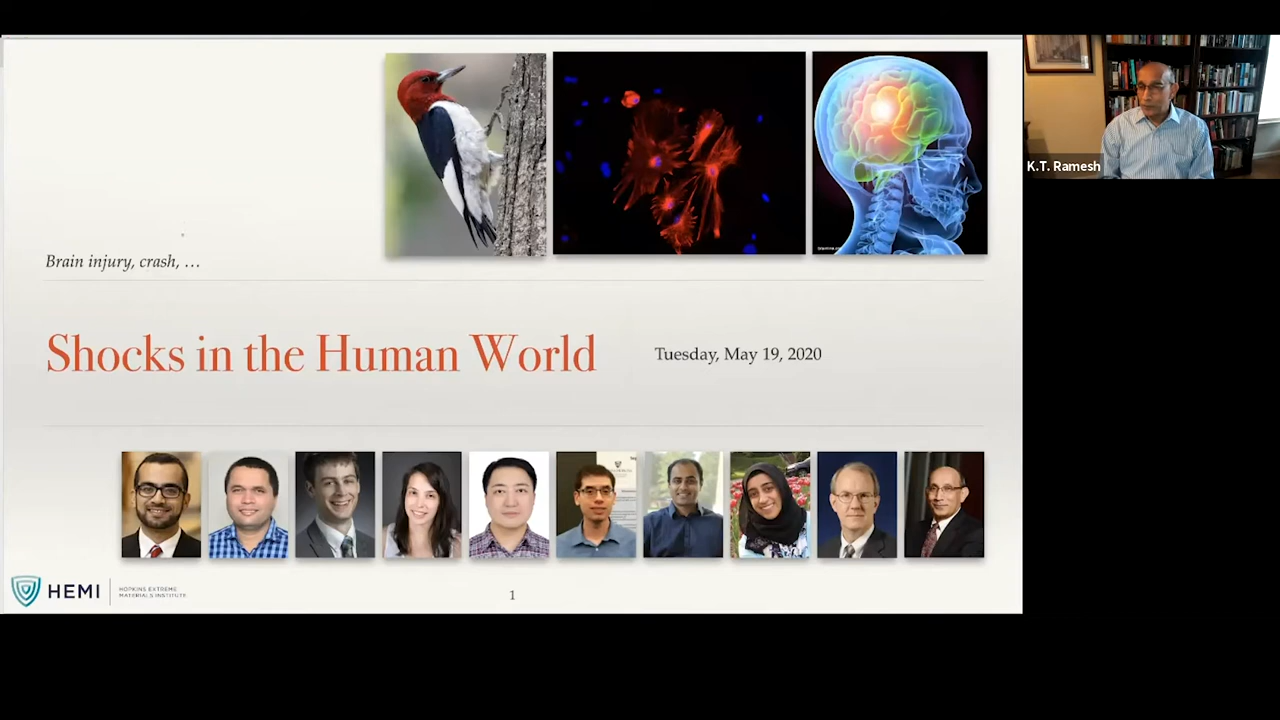 K.T. Ramesh
Brain injury, crash, …
Shocks in the Human World
Tuesday, May 19, 2020
HEMI
HOPKINS EXTREME
MATERIALS INSTITUTE
1